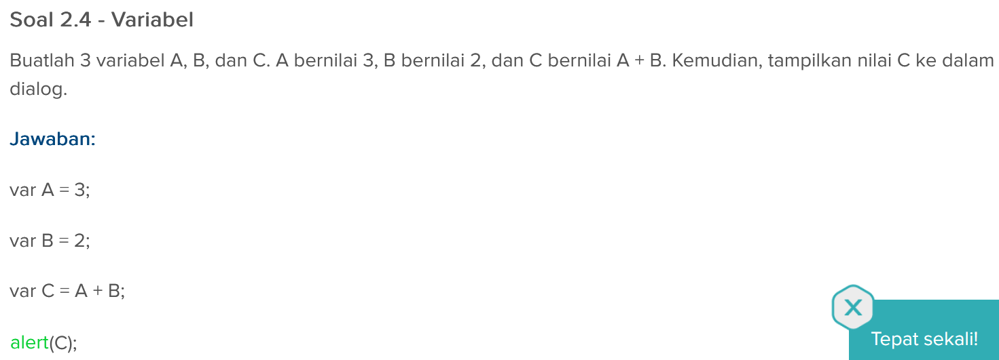 Soal 2.4 - Variabel
Buatlah 3 variabel A, B, dan C. A bernilai 3, B bernilai 2, dan C bernilai A + B. Kemudian, tampilkan nilai C ke dalam
dialog.
Jawaban:
var A = 3;
var B = 2;
var C = A + B;
alert(C);
X
Tepat sekali!